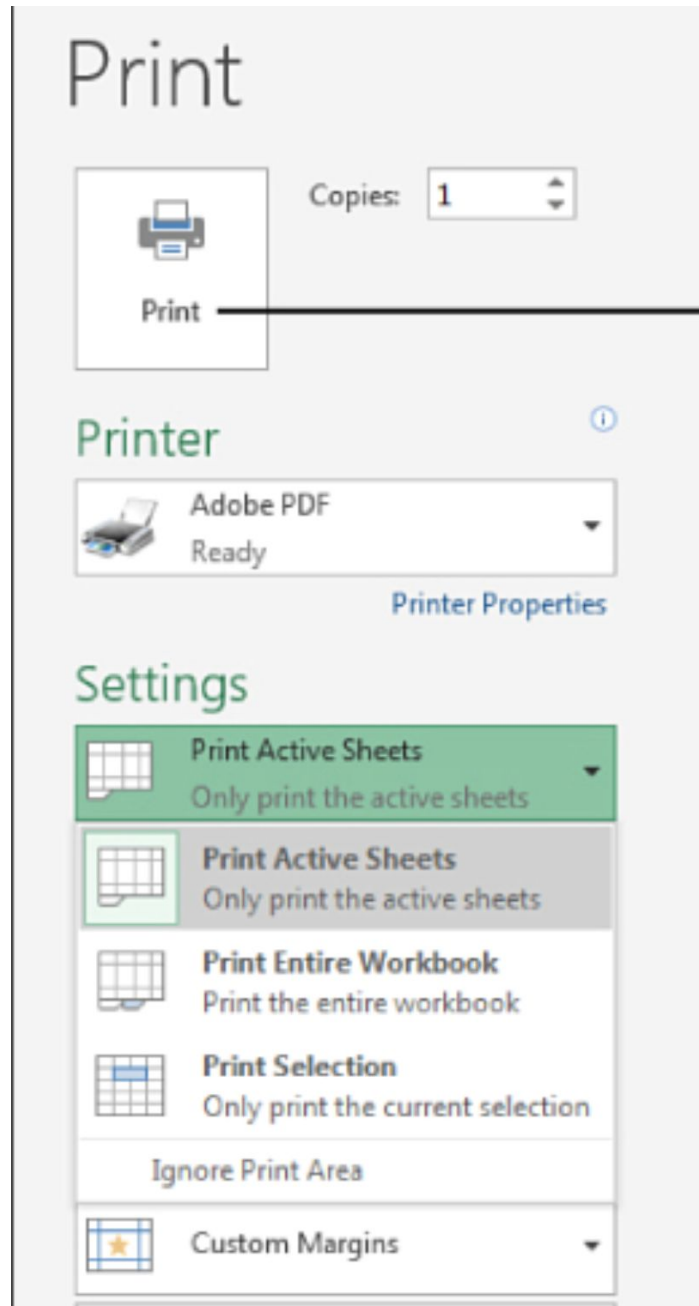 Print
Copies: 1
Print
Printer
Adobe PDF
Ready
Printer Properties
Settings
Print Active Sheets
Only print the active sheets
Print Active Sheets
Only print the active sheets
Print Entire Workbook
Print the entire workbook
Print Selection
Only print the current selection
Ignore Print Area
Custom Margins